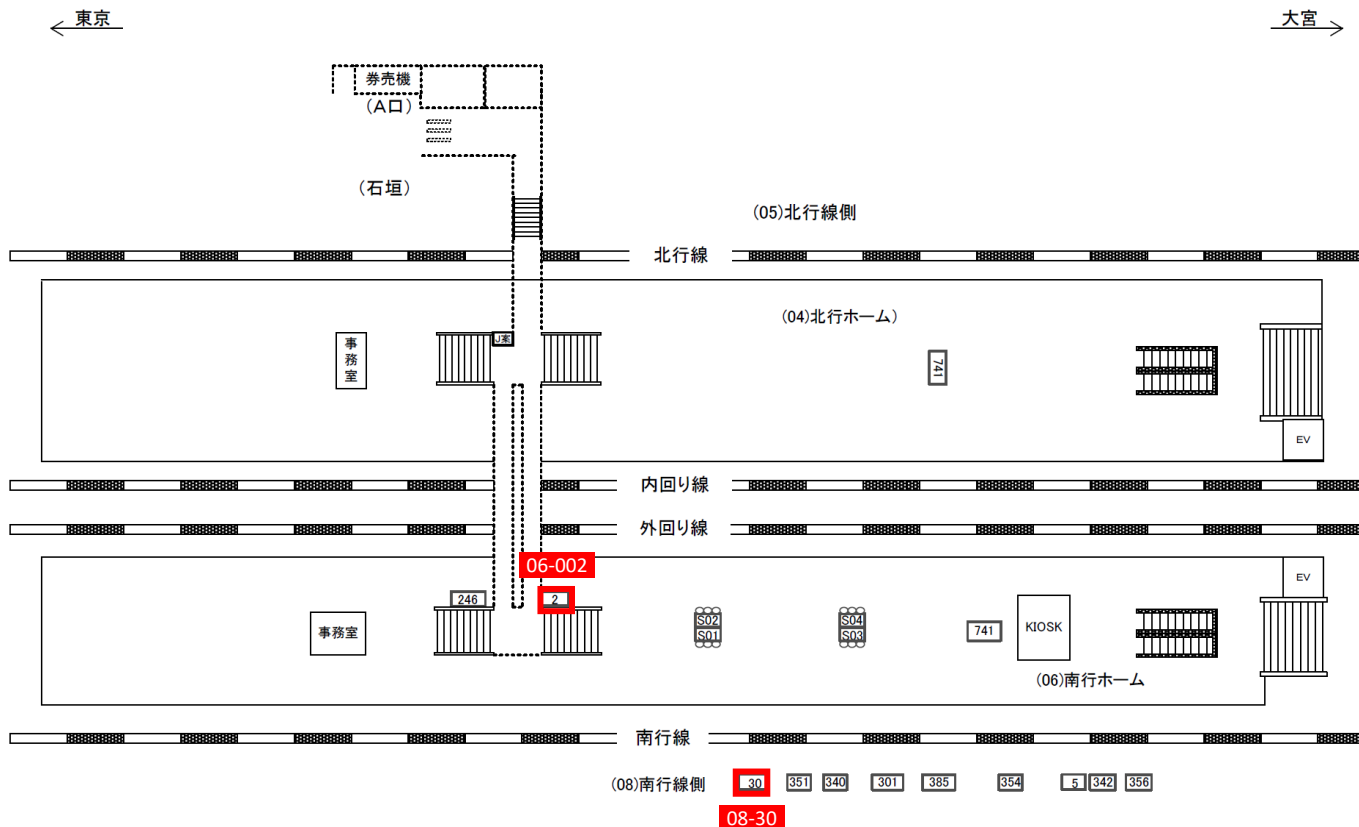 東京
大宮
券売機
(A口)
(石垣)
(05)北行線側
北行線
(04)北行ホーム)
事務室
J案
741
EV
内回り線
外回り線
06-002
EV
246
2
S02
S01
S04
S03
741
KIOSK
事務室
(06)南行ホーム
南行線
(08)南行線側
30
351
340
301
385
354
5
342
356
08-30